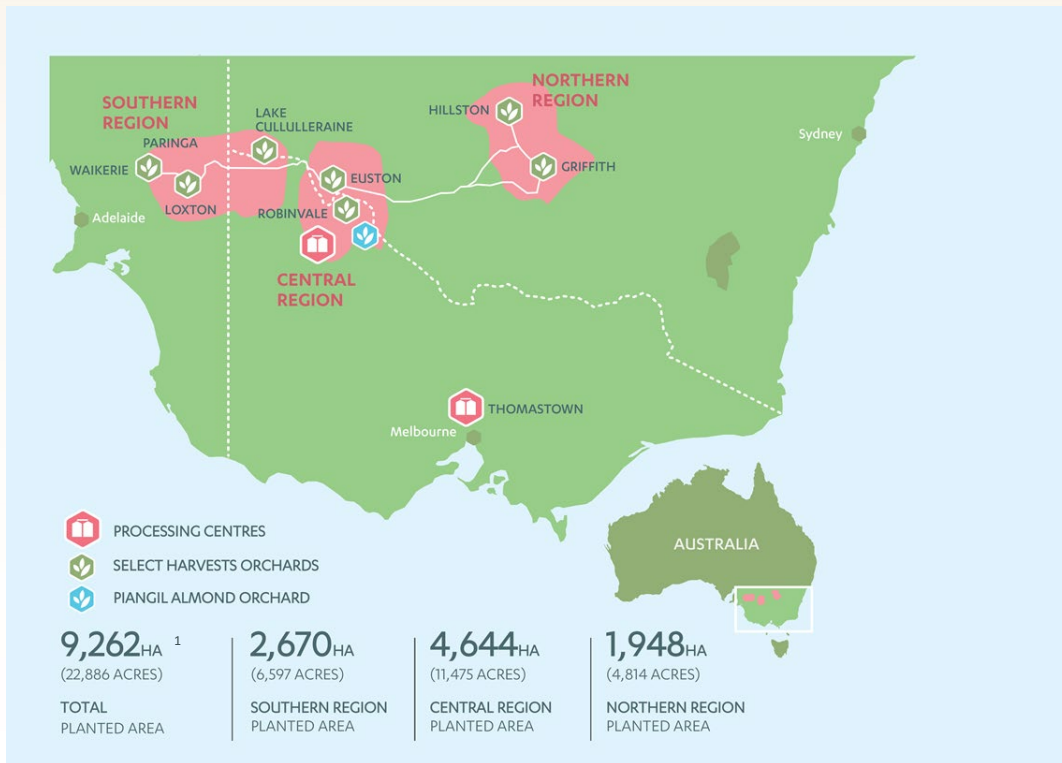 NORTHERN
REGION
SOUTHERN
REGION
HILLSTON
LAKE
CULLULLERAINE
Sydney
PARINGA
WAIKERIE
EUSTON
GRIFFITH
LOXTON
ROBINVALE
Adelaide
CENTRAL
REGION
THOMASTOWN
Melbourne
PROCESSING CENTRES
SELECT HARVESTS ORCHARDS
PIANGIL ALMOND ORCHARD
AUSTRALIA
9,262HA 1
(22,886 ACRES)
TOTAL
PLANTED AREA
2,670HA
(6,597 ACRES)
SOUTHERN REGION
PLANTED AREA
4,644HA
(11,475 ACRES)
CENTRAL REGION
PLANTED AREA
1,948HA
(4,814 ACRES)
NORTHERN REGION
PLANTED AREA